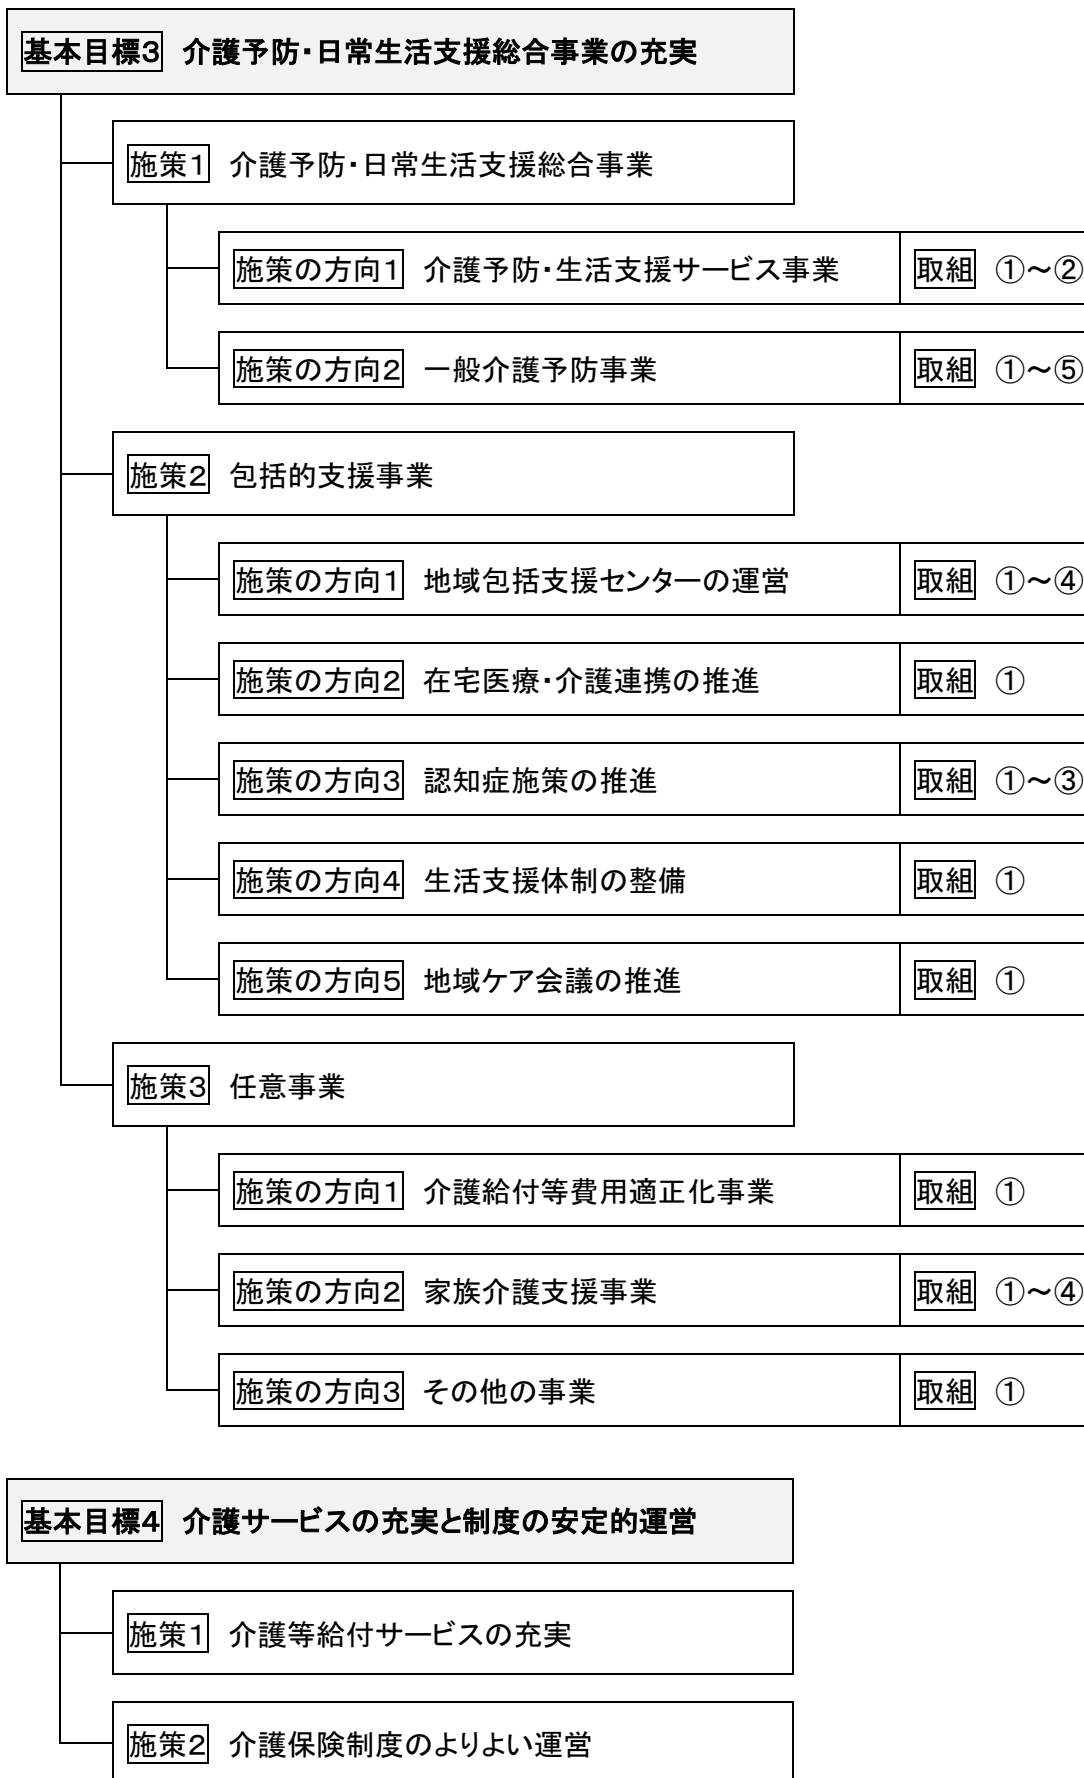 基本目標3 介護予防・日常生活支援総合事業の充実
施策1 介護予防・日常生活支援総合事業
施策の方向1 介護予防・生活支援サービス事業 取組 ①～②
施策の方向2 一般介護予防事業 取組 ①～⑤
施策2 包括的支援事業
施策の方向1 地域包括支援センターの運営 取組 ①～④
施策の方向2 在宅医療・介護連携の推進 取組 ①
施策の方向3 認知症施策の推進 取組 ①～③
施策の方向4 生活支援体制の整備 取組 ①
施策の方向5 地域ケア会議の推進 取組 ①
施策3 任意事業
施策の方向1 介護給付等費用適正化事業 取組 ①
施策の方向2 家族介護支援事業 取組 ①～④
施策の方向3 その他の事業 取組 ①
基本目標4 介護サービスの充実と制度の安定的運営
施策1 介護等給付サービスの充実
施策2 介護保険制度のよりよい運営